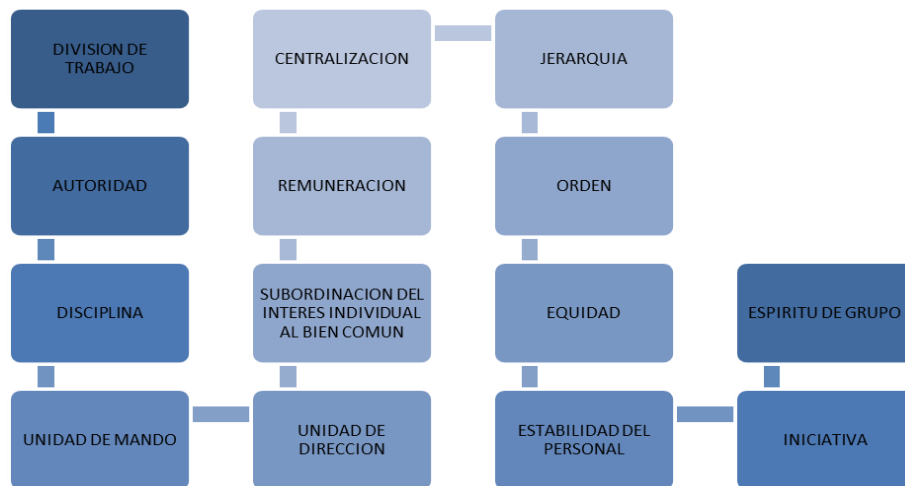 DIVISION DE
TRABAJO
AUTORIDAD
DISCIPLINA
UNIDAD DE MANDO
UNIDAD DE
DIRECCION
SUBORDINACION DEL
INTERES INDIVIDUAL
AL BIEN COMUN
REMUNERACION
CENTRALIZACION
JERARQUIA
ORDEN
EQUIDAD
ESTABILIDAD DEL
PERSONAL
INICIATIVA
ESPIRITU DE GRUPO